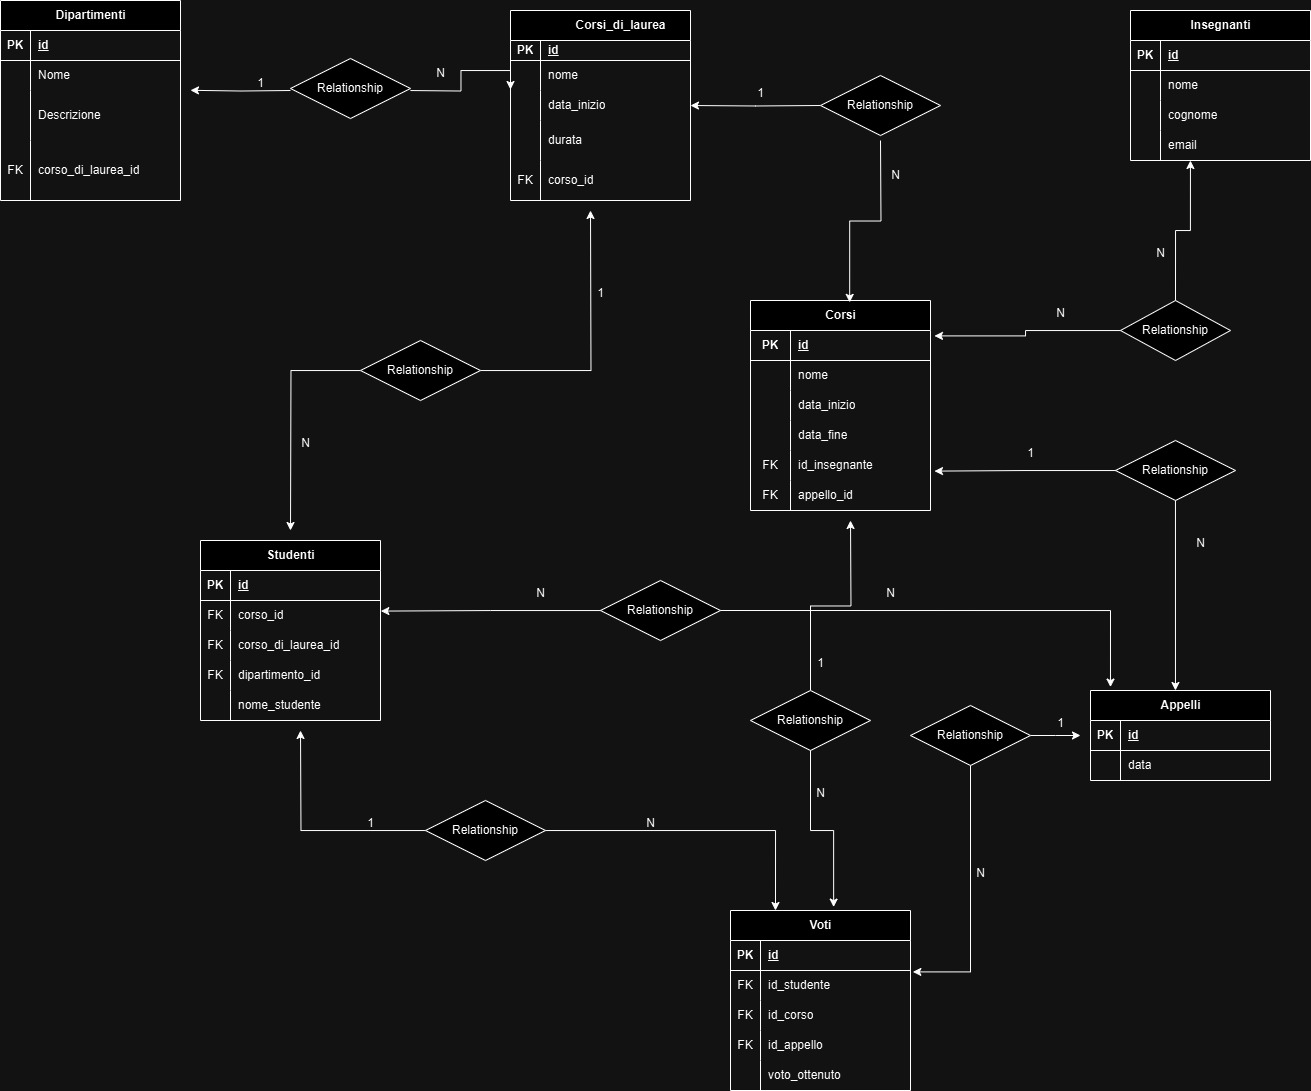 Dipartimenti
PK id
Nome
Descrizione
FK corso_di_laurea_id
1
Relationship
N
Corsi_di_laurea
PK id
nome
data_inizio
durata
FK corso_id
1
Relationship
N
Insegnanti
PK id
nome
cognome
email
N
Relationship
N
1
Relationship
N
Corsi
PK id
nome
data_inizio
data_fine
FK id_insegnante
FK appello_id
1
Relationship
N
Studenti
PK id
FK corso_id
FK corso_di_laurea_id
FK dipartimento_id
nome_studente
N
Relationship
N
1
Relationship
N
Appelli
PK id
data
Relationship
1
N
1
Relationship
N
Voti
PK id
FK id_studente
FK id_corso
FK id_appello
voto_ottenuto